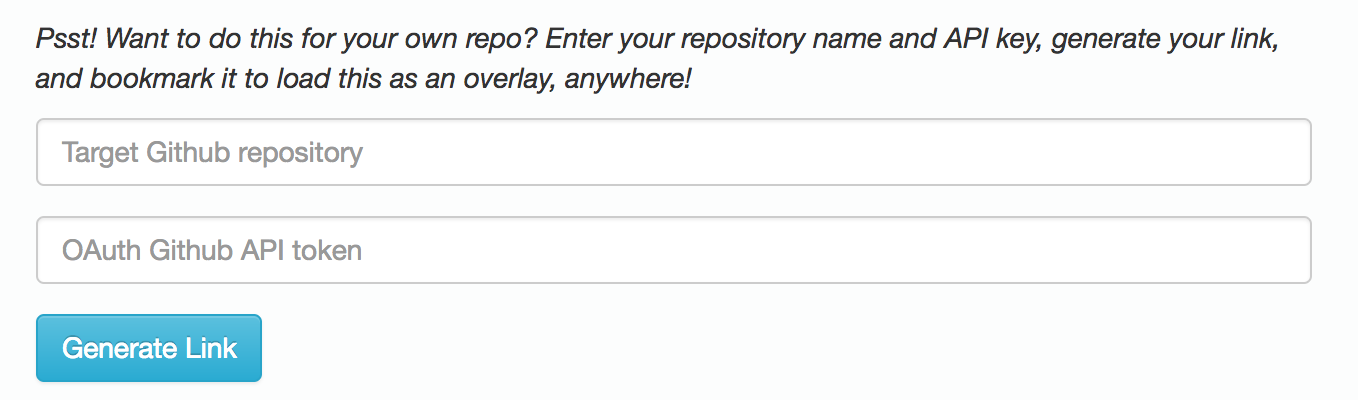 Psst! Want to do this for your own repo? Enter your repository name and API key, generate your link,
and bookmark it to load this as an overlay, anywhere!
Target Github repository
OAuth Github API token
Generate Link